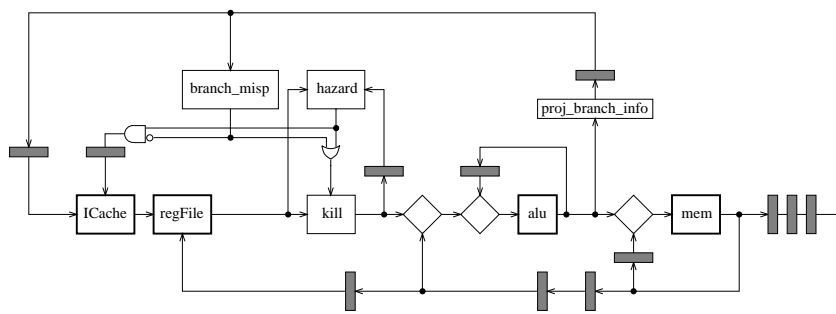 branch_misp
hazard
proj_branch_info
ICache
regFile
kill
alu
mem